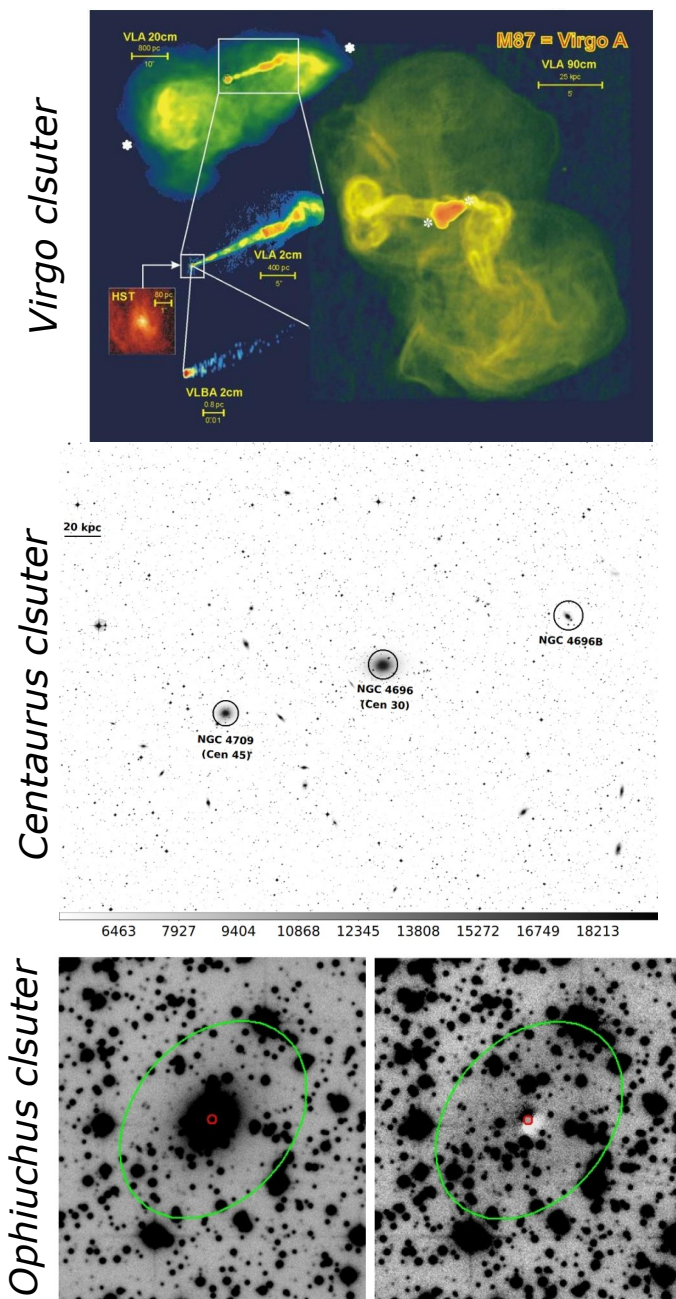 Virgo clsuter
VLA 20cm
800 pc
10"
M87 = Virgo A
VLA 90cm
25 kpc
5'
VLA 2cm
400 pc
5"
HST
80 pc
1"
VLBA 2cm
0.8 pc
0"01
Centaurus clsuter
20 kpc
NGC 4696B
NGC 4696
(Cen 30)
NGC 4709
(Cen 45)
6463 7927 9404 10868 12345 13808 15272 16749 18213
Ophiuchus clsuter